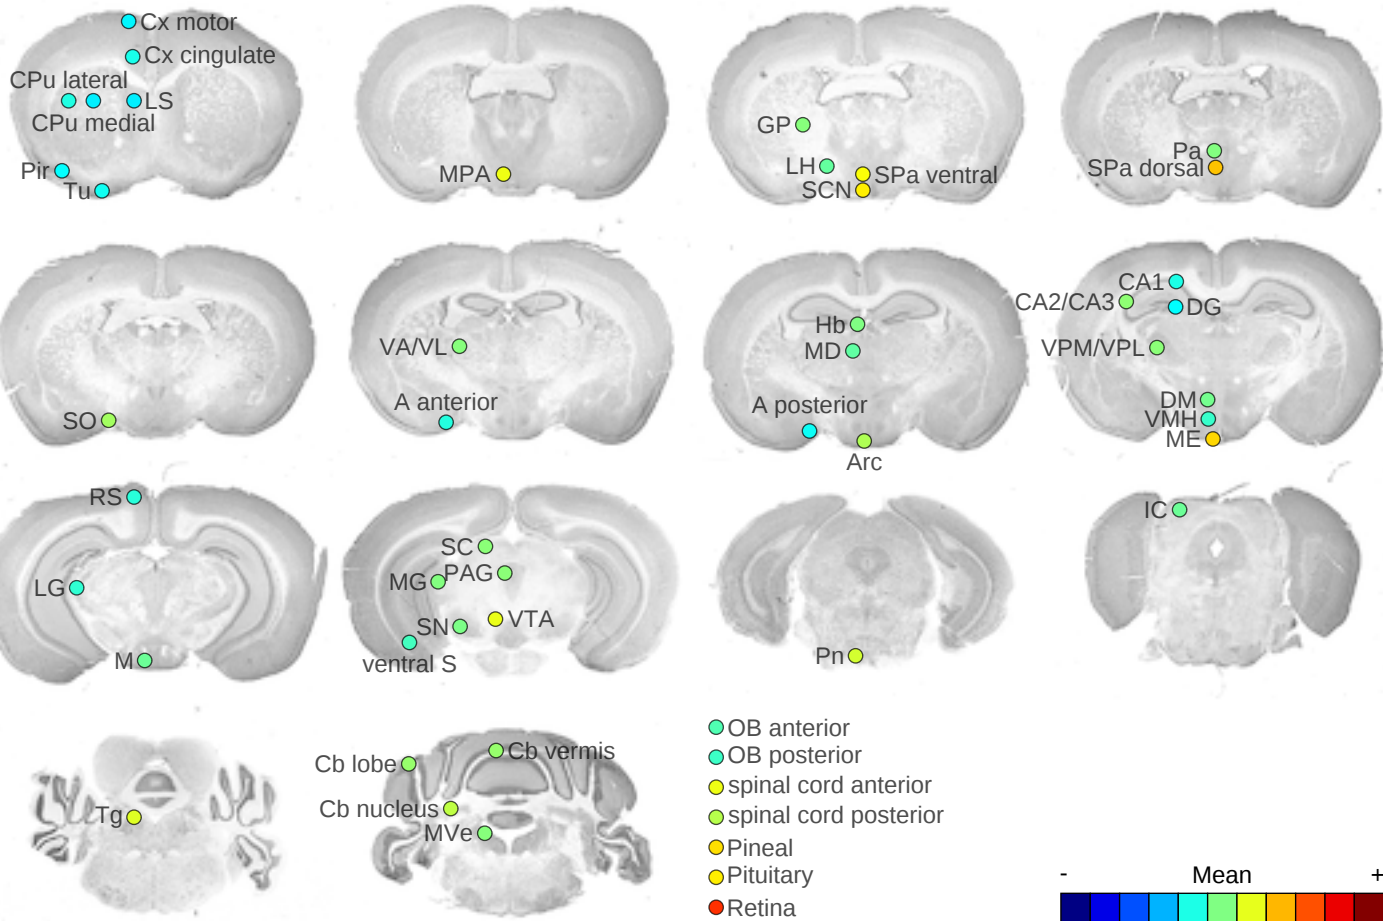 Cx motor
Cx cingulate
CPu lateral
LS
CPu medial
Pir
Tu
MPA
GP
LH
SPa ventral
SCN
Pa
SPa dorsal
SO
VA/VL
A anterior
Hb
MD
A posterior
Arc
CA1
CA2/CA3
DG
VPM/VPL
DM
VMH
ME
RS
LG
M
SC
PAG
MG
VTA
SN
ventral S
Pn
IC
Tg
Cb vermis
Cb lobe
Cb nucleus
MVe
OB anterior
OB posterior
spinal cord anterior
spinal cord posterior
Pineal
Pituitary
Retina
- Mean +